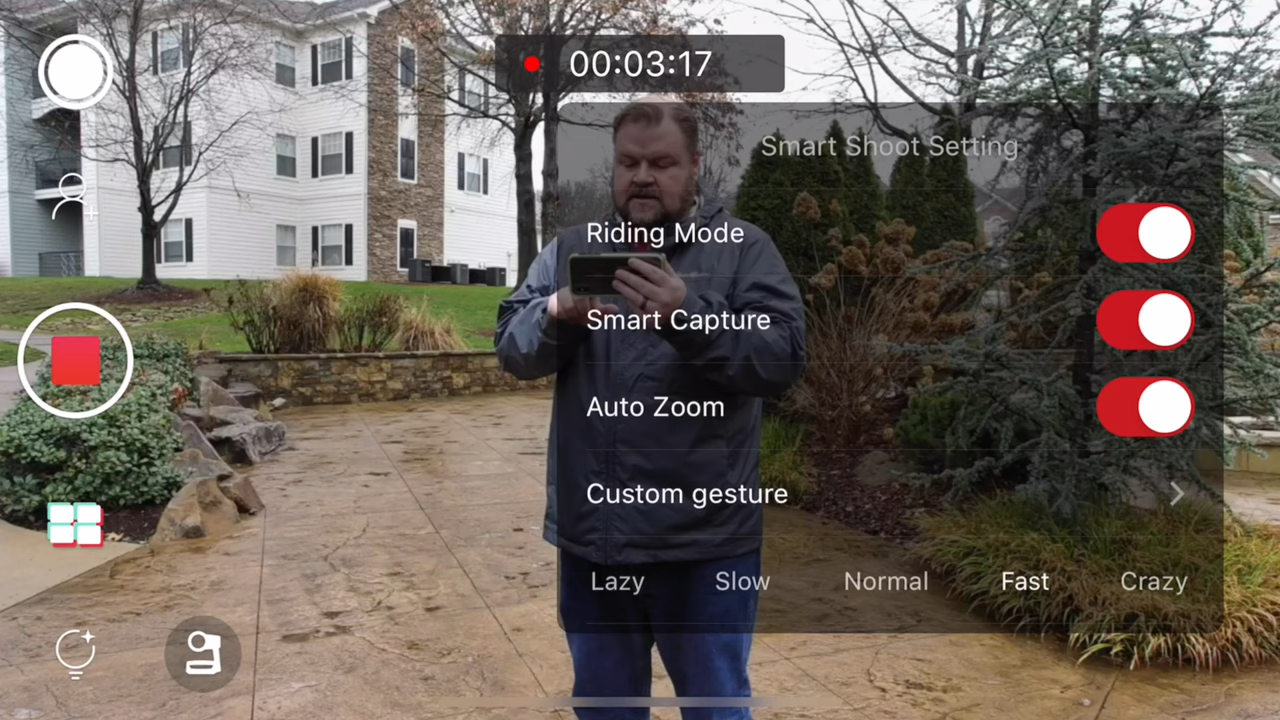 00:03:17
Smart Shoot Setting
Riding Mode
Smart Capture
Auto Zoom
Custom gesture
Lazy Slow Normal Fast Crazy